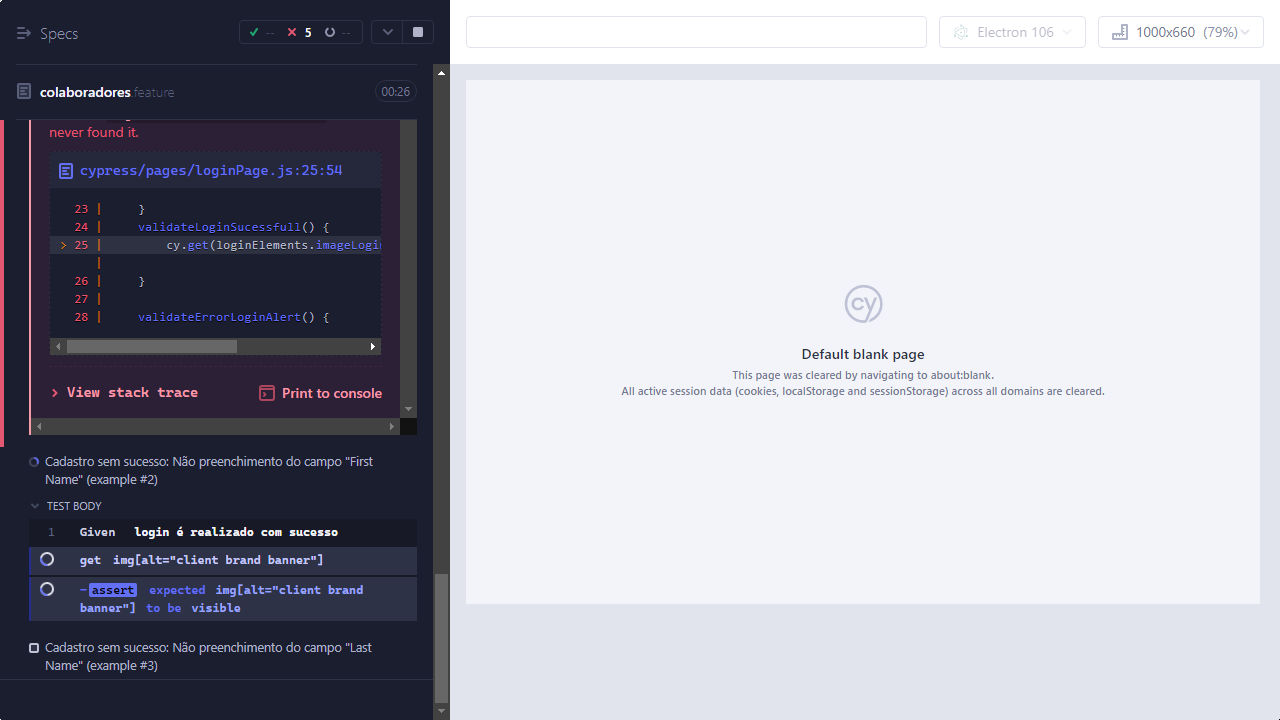 Specs
--
5
--
Electron 106
1000x660 (79%)
colaboradores.feature
00:26
never found it.
cypress/pages/loginPage.js:25:54
23 | }
24 | validateLoginSucessfull() {
> 25 | cy.get(loginElements.imageLogin
|
26 | }
27 |
28 | validateErrorLoginAlert() {
View stack trace
Print to console
Cadastro sem sucesso: Não preenchimento do campo "First
Name" (example #2)
TEST BODY
1 Given login é realizado com sucesso
get img[alt="client brand banner"]
-assert expected img[alt="client brand
banner"] to be visible
Cadastro sem sucesso: Não preenchimento do campo "Last
Name" (example #3)
cy
Default blank page
This page was cleared by navigating to about:blank.
All active session data (cookies, localStorage and sessionStorage) across all domains are cleared.